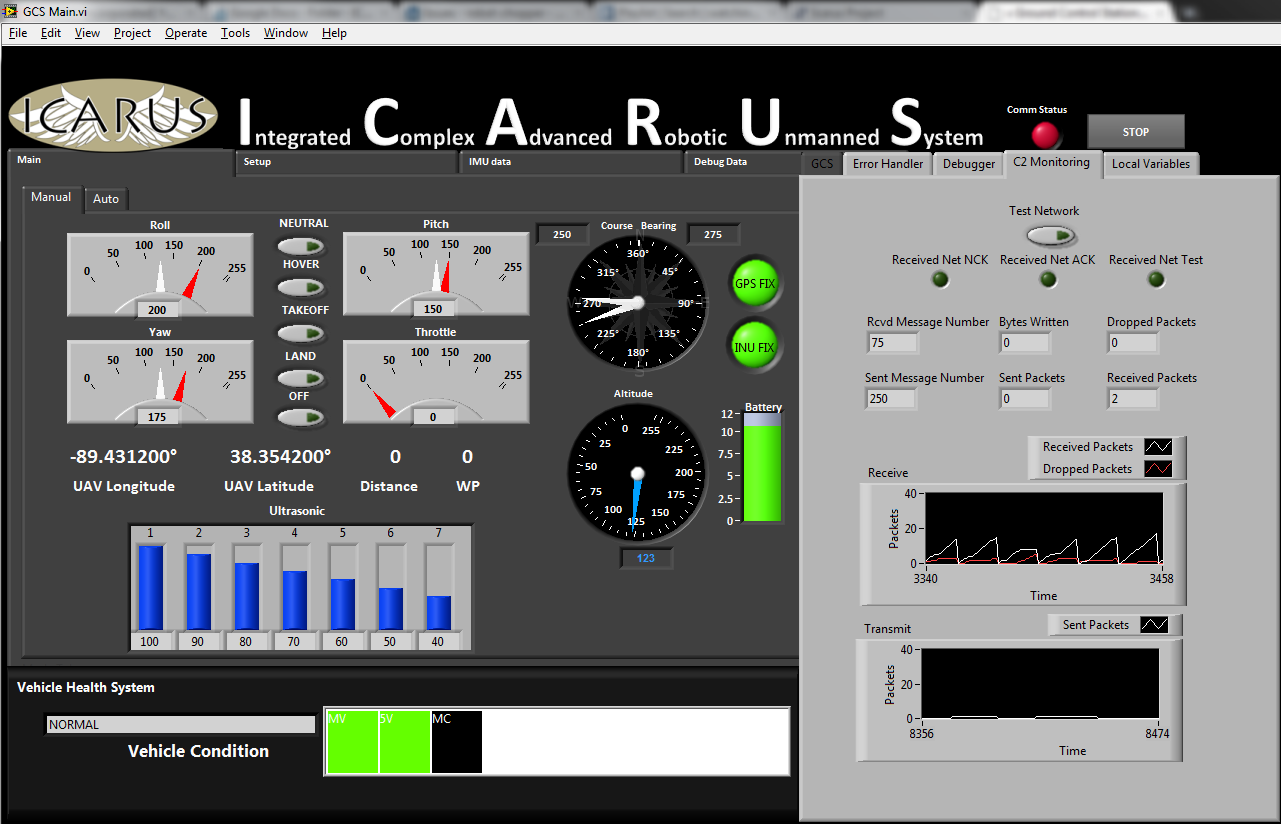 GCS Main.vi
File Edit View Project Operate Tools Window Help
ICARUS
Integrated Complex Advanced Robotic Unmanned System
Comm Status
STOP
Main
Setup
IMU data
Debug Data
GCS
Error Handler
Debugger
C2 Monitoring
Local Variables
Manual
Auto
Roll
0 50 100 150 200 255
200
NEUTRAL
HOVER
TAKEOFF
LAND
OFF
Pitch
0 50 100 150 200 255
150
Yaw
0 50 100 150 200 255
175
Throttle
0 50 100 150 200 255
0
250
Course Bearing
275
360°
45°
90°
135°
180°
225°
270
315°
GPS FIX
INU FIX
-89.431200°
UAV Longitude
38.354200°
UAV Latitude
0
Distance
0
WP
Altitude
0
25
50
75
100
125
150
175
200
225
255
123
Battery
12
10
7.5
5
2.5
0
Ultrasonic
1 2 3 4 5 6 7
100 90 80 70 60 50 40
Vehicle Health System
NORMAL
Vehicle Condition
MV 5V MC
Test Network
Received Net NCK Received Net ACK Received Net Test
Rcvd Message Number Bytes Written Dropped Packets
75 0 0
Sent Message Number Sent Packets Received Packets
250 0 2
Received Packets
Dropped Packets
Receive
Packets
40
20
0
3340 3458
Time
Sent Packets
Transmit
Packets
40
20
0
8356 8474
Time